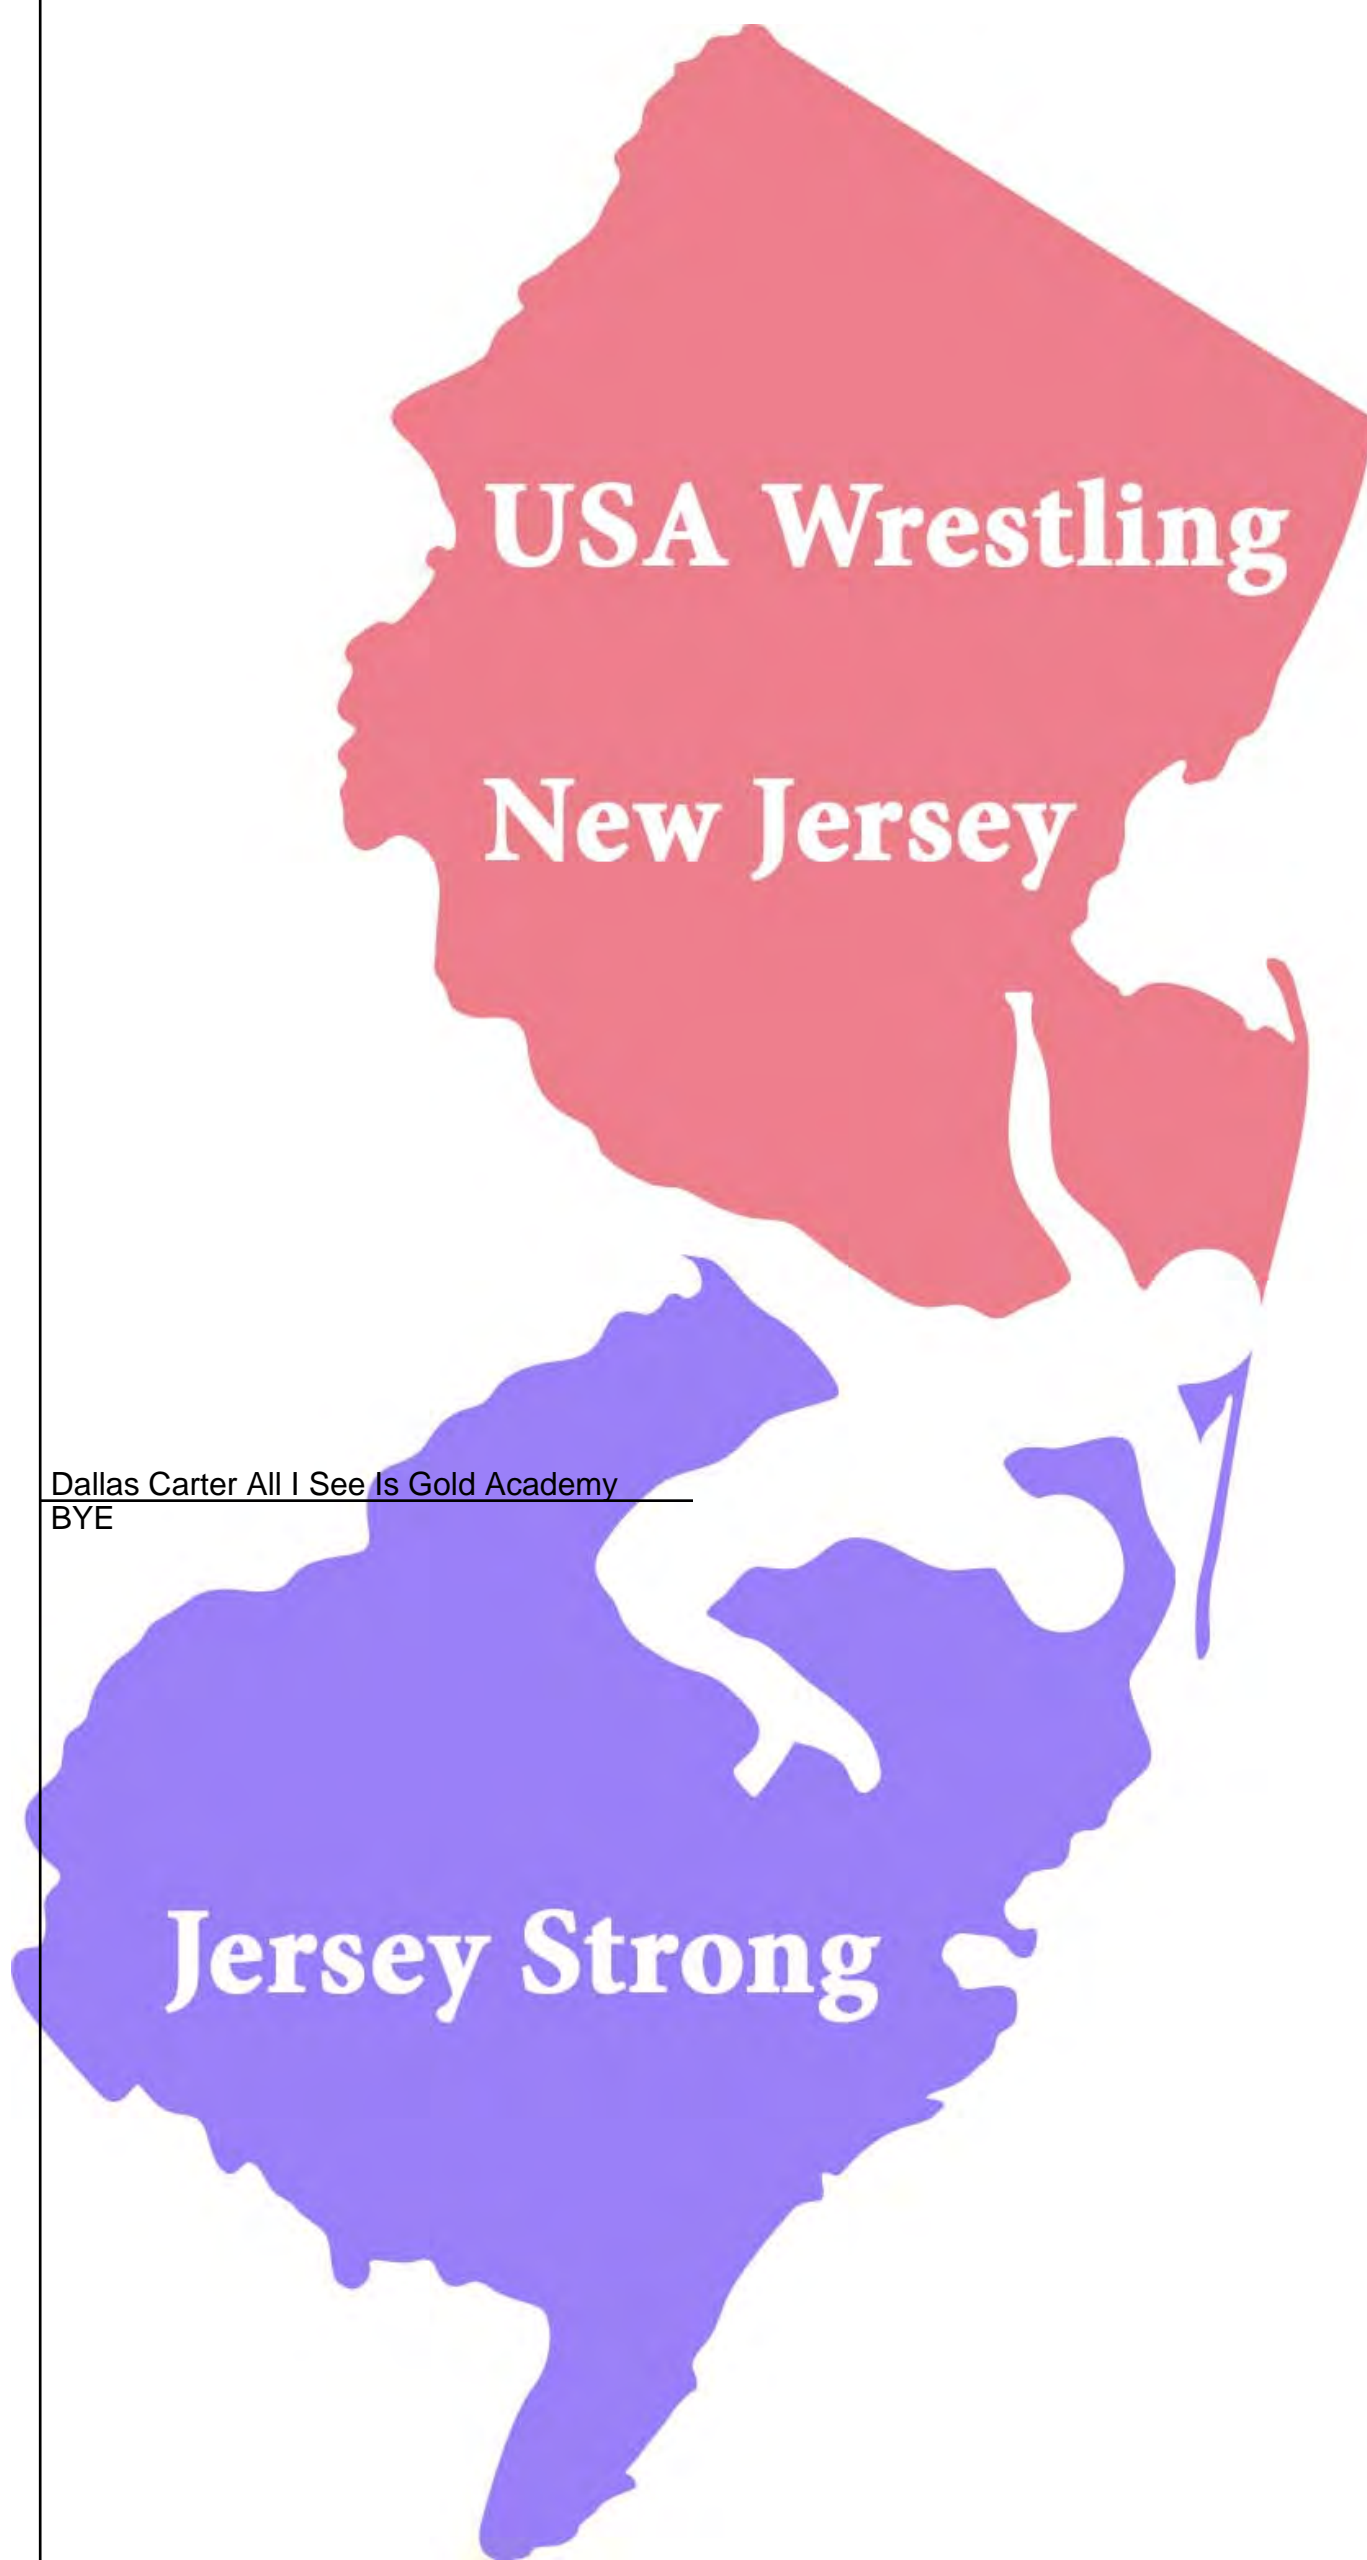 USA Wrestling
New Jersey
Dallas Carter All I See Is Gold Academy
BYE
Jersey Strong